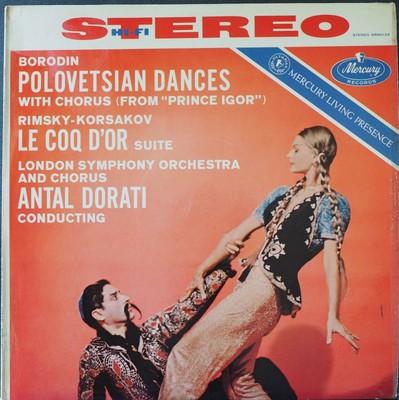 STEREO
HI-FI
BORODIN
POLOVETSIAN DANCES
WITH CHORUS (FROM "PRINCE IGOR")
RIMSKY-KORSAKOV
LE COQ D'OR SUITE
LONDON SYMPHONY ORCHESTRA
AND CHORUS
ANTAL DORATI
CONDUCTING
Mercury
RECORDS
MERCURY LIVING PRESENCE